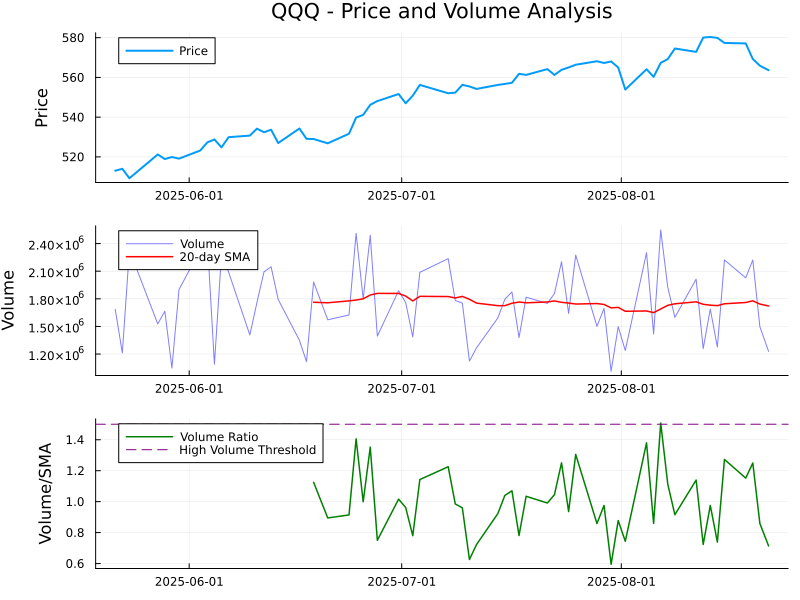 QQQ - Price and Volume Analysis
Price
580
560
540
520
Price
2025-06-01
2025-07-01
2025-08-01
Volume
20-day SMA
2.40×10⁶
2.10×10⁶
1.80×10⁶
1.50×10⁶
1.20×10⁶
Volume
2025-06-01
2025-07-01
2025-08-01
Volume Ratio
High Volume Threshold
1.4
1.2
1.0
0.8
0.6
Volume/SMA
2025-06-01
2025-07-01
2025-08-01